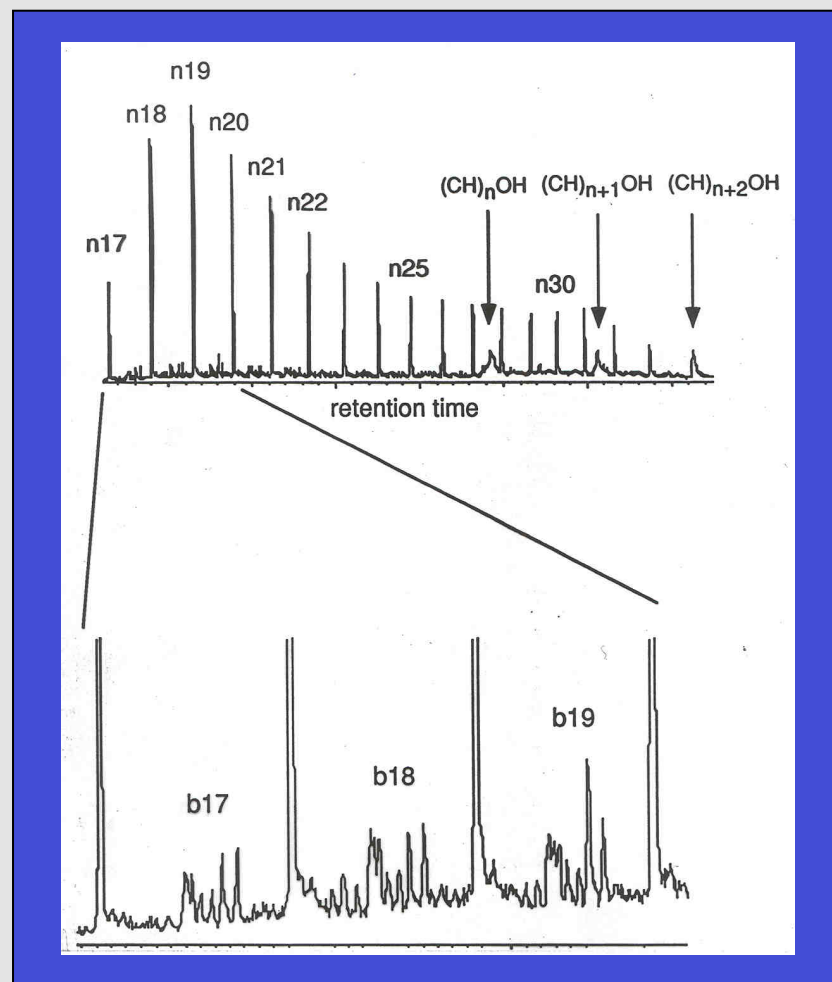 n19
n18
n20
n21
n22
n17
n25
n30
(CH)nOH
(CH)n+1OH
(CH)n+2OH
retention time
b17
b18
b19